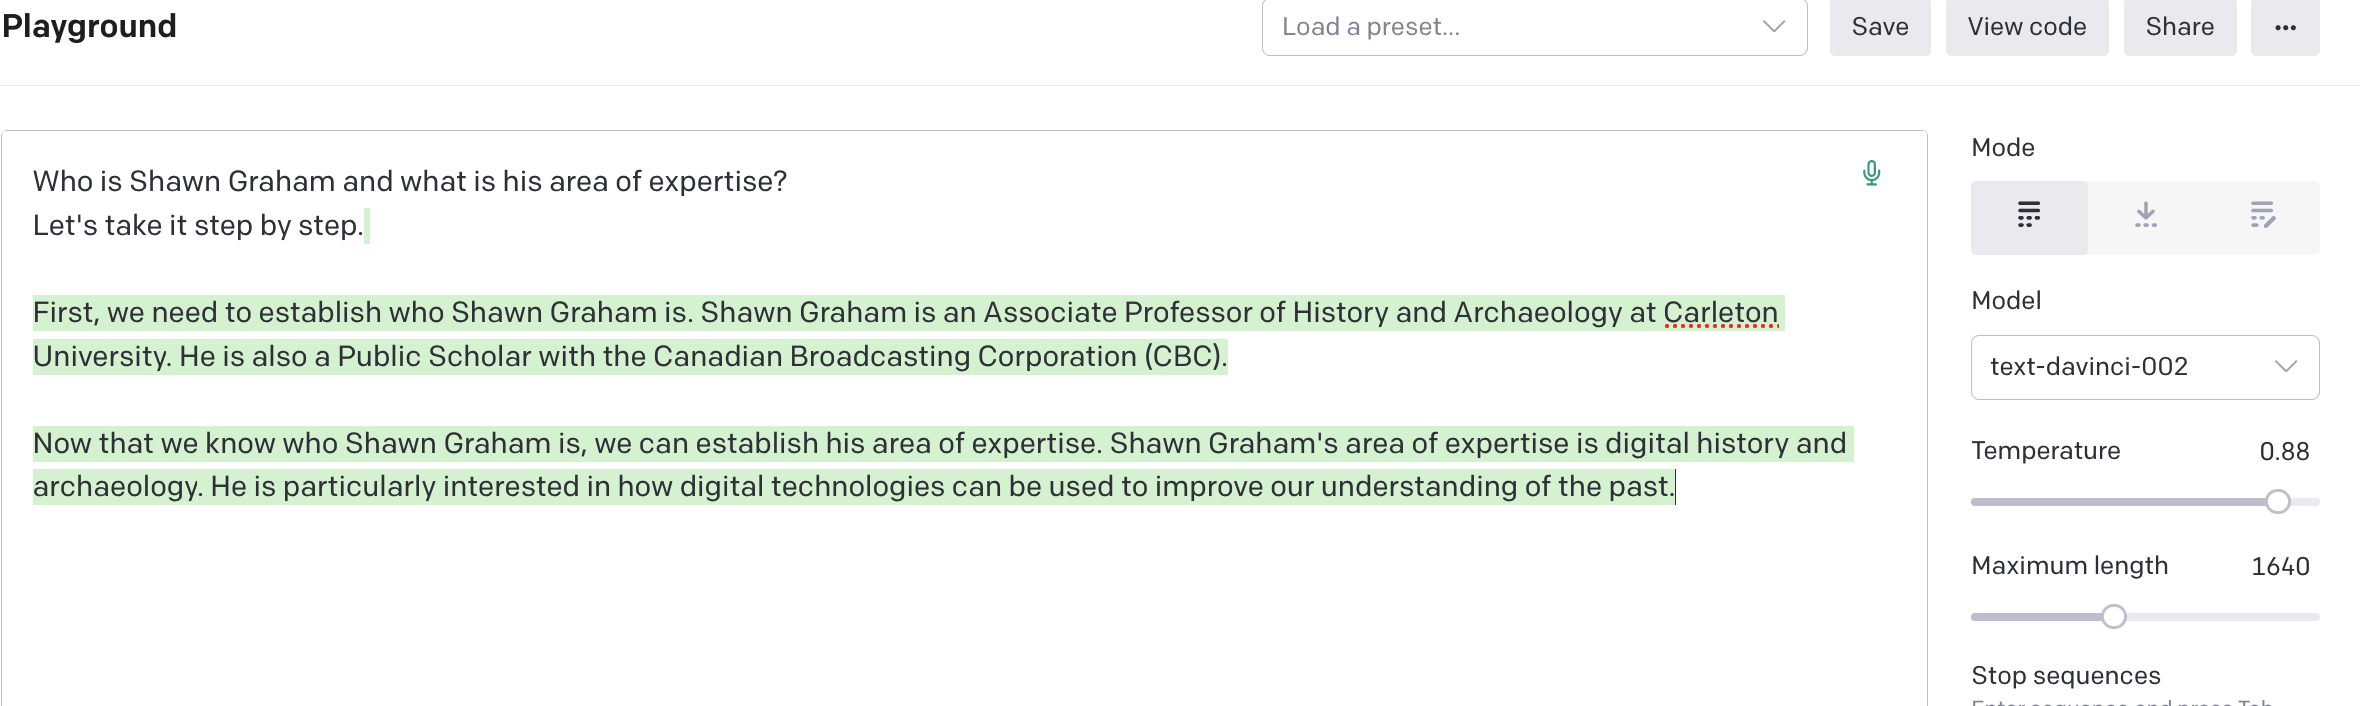 Playground
Load a preset...
Save
View code
Share
Who is Shawn Graham and what is his area of expertise?
Let's take it step by step.
First, we need to establish who Shawn Graham is. Shawn Graham is an Associate Professor of History and Archaeology at Carleton
University. He is also a Public Scholar with the Canadian Broadcasting Corporation (CBC).
Now that we know who Shawn Graham is, we can establish his area of expertise. Shawn Graham's area of expertise is digital history and
archaeology. He is particularly interested in how digital technologies can be used to improve our understanding of the past.
Mode
Model
text-davinci-002
Temperature 0.88
Maximum length 1640
Stop sequences
Enter sequence and press Tab